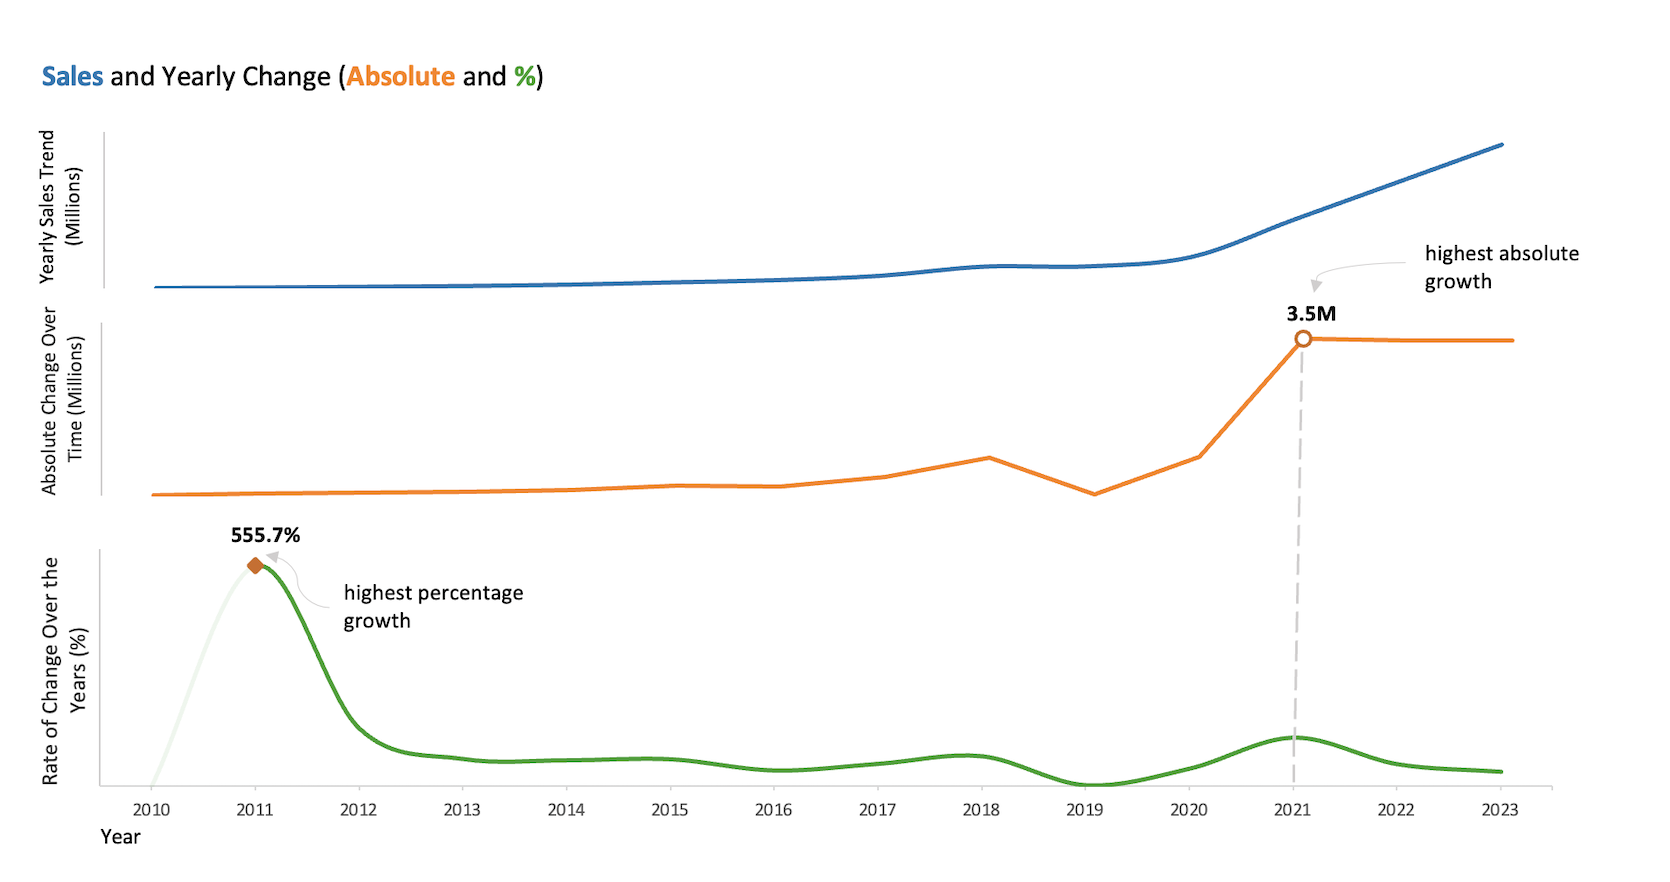 Sales and Yearly Change (Absolute and %)
Yearly Sales Trend
(Millions)
highest absolute
growth
3.5M
Absolute Change Over
Time (Millions)
555.7%
highest percentage
growth
Rate of Change Over the
Years (%)
2010 2011 2012 2013 2014 2015 2016 2017 2018 2019 2020 2021 2022 2023
Year